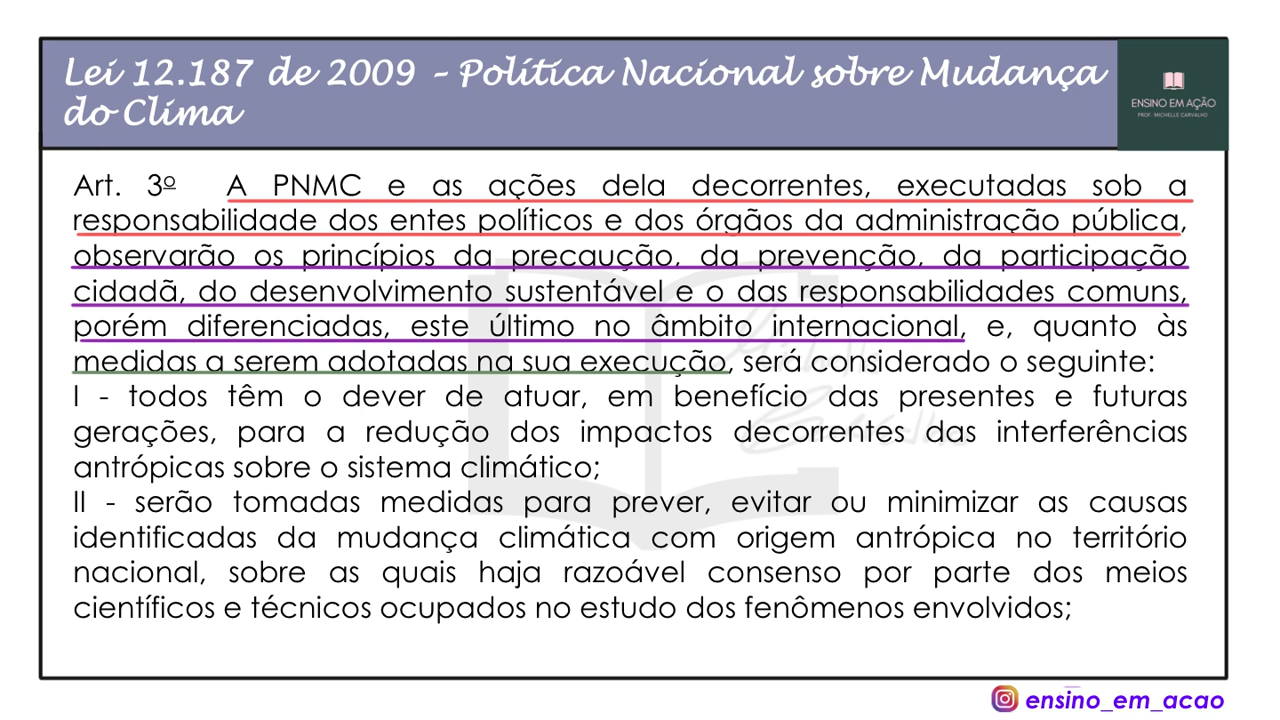 Lei 12.187 de 2009 – Política Nacional sobre Mudança
do Clima
ENSINO EM AÇÃO
PROF. MICHELLE CARVALHO
Art. 3º A PNMC e as ações dela decorrentes, executadas sob a
responsabilidade dos entes políticos e dos órgãos da administração pública,
observarão os princípios da precaução, da prevenção, da participação
cidadã, do desenvolvimento sustentável e o das responsabilidades comuns,
porém diferenciadas, este último no âmbito internacional, e, quanto às
medidas a serem adotadas na sua execução, será considerado o seguinte:
I - todos têm o dever de atuar, em benefício das presentes e futuras
gerações, para a redução dos impactos decorrentes das interferências
antrópicas sobre o sistema climático;
II - serão tomadas medidas para prever, evitar ou minimizar as causas
identificadas da mudança climática com origem antrópica no território
nacional, sobre as quais haja razoável consenso por parte dos meios
científicos e técnicos ocupados no estudo dos fenômenos envolvidos;
ensino_em_acao